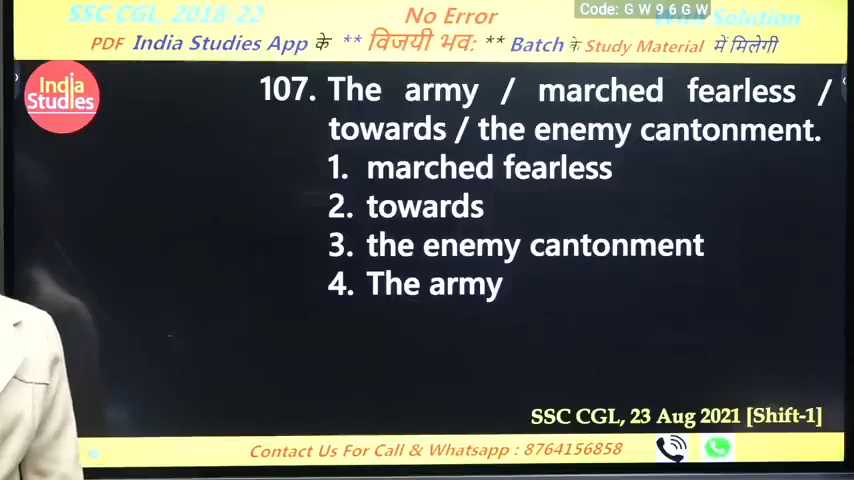 Code: G W 9 6 G W
SSC CGL, 2018-22 No Error With Solution
PDF India Studies App के ** विजयी भव: ** Batch के Study Material में मिलेगी
India
Studies
107. The army / marched fearless /
towards / the enemy cantonment.
1. marched fearless
2. towards
3. the enemy cantonment
4. The army
SSC CGL, 23 Aug 2021 [Shift-1]
Contact Us For Call & Whatsapp : 8764156858